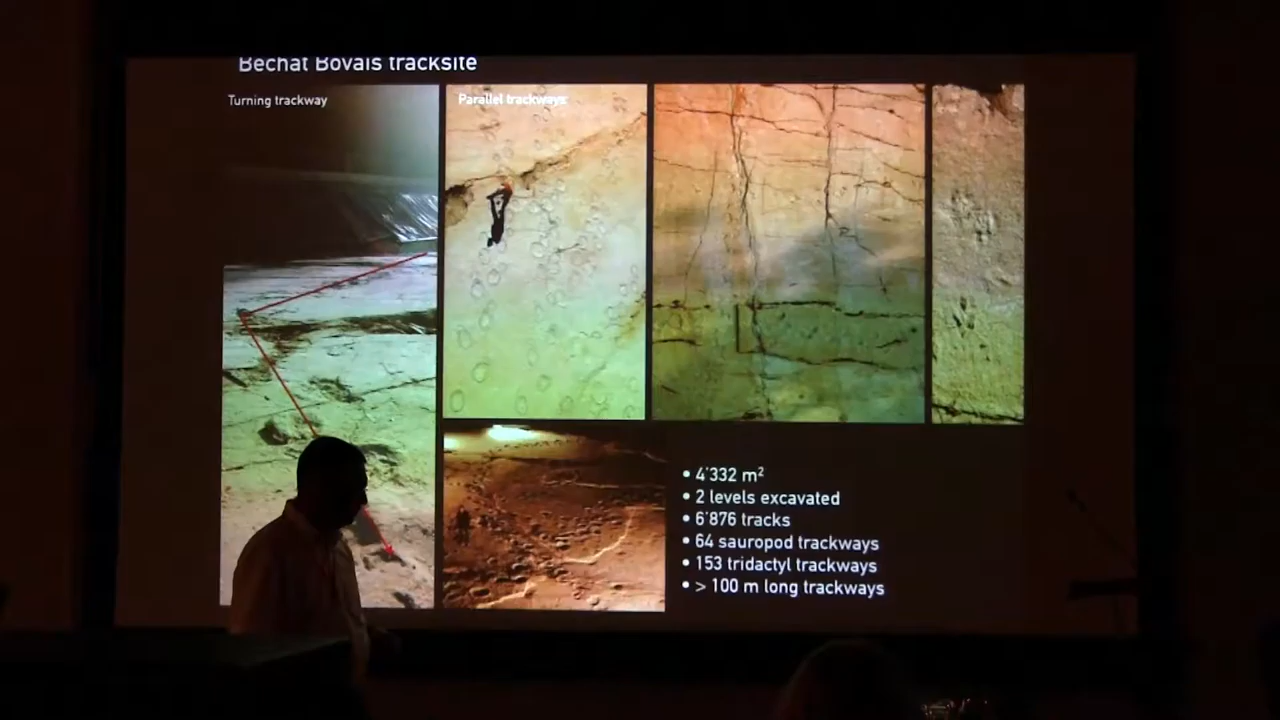 Bechat Bovais tracksite
Turning trackway
Parallel trackways
• 4'332 m²
• 2 levels excavated
• 6'876 tracks
• 64 sauropod trackways
• 153 tridactyl trackways
• > 100 m long trackways